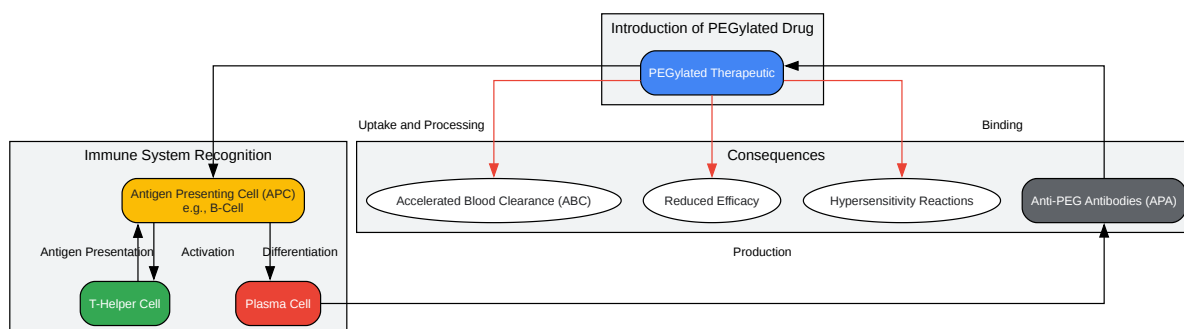 Introduction of PEGylated Drug
PEGylated Therapeutic
Uptake and Processing
Binding
Immune System Recognition
Consequences
Antigen Presenting Cell (APC)
e.g., B-Cell
Accelerated Blood Clearance (ABC)
Reduced Efficacy
Hypersensitivity Reactions
Anti-PEG Antibodies (APA)
Antigen Presentation
Activation
Differentiation
Production
T-Helper Cell
Plasma Cell